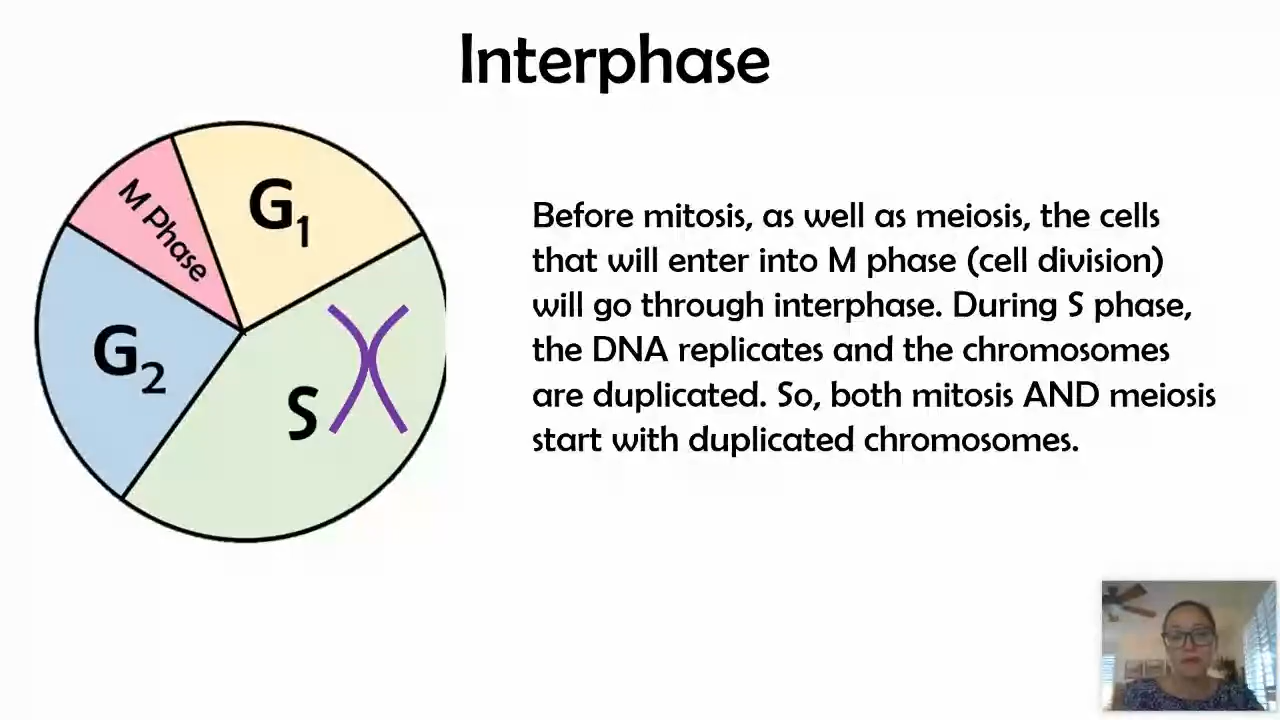 Interphase
M Phase
G1
G2
S
Before mitosis, as well as meiosis, the cells
that will enter into M phase (cell division)
will go through interphase. During S phase,
the DNA replicates and the chromosomes
are duplicated. So, both mitosis AND meiosis
start with duplicated chromosomes.